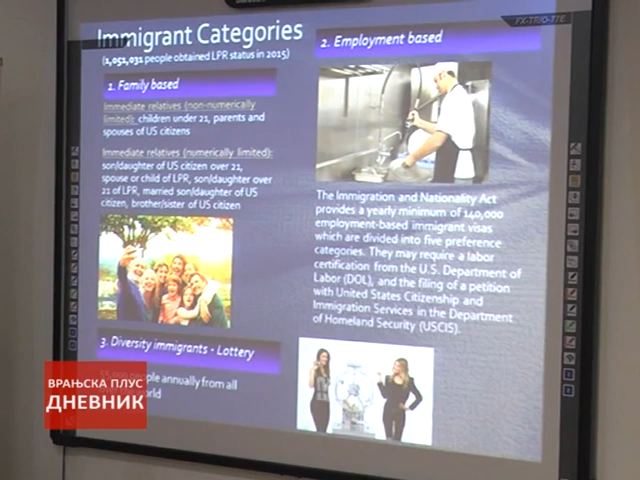 FX-TRIO-77E
Immigrant Categories
(1,051,031 people obtained LPR status in 2015)
1. Family based
Immediate relatives (non-numerically
limited): children under 21, parents and
spouses of US citizens
Immediate relatives (numerically limited):
son/daughter of US citizen over 21,
spouse or child of LPR, son/daughter over
21 of LPR, married son/daughter of US
citizen, brother/sister of US citizen
2. Employment based
The Immigration and Nationality Act
provides a yearly minimum of 140,000
employment-based immigrant visas
which are divided into five preference
categories. They may require a labor
certification from the U.S. Department of
Labor (DOL), and the filing of a petition
with United States Citizenship and
Immigration Services in the Department
of Homeland Security (USCIS).
3. Diversity immigrants - Lottery
people annually from all
ВРАЊСКА ПЛУС
ДНЕВНИК